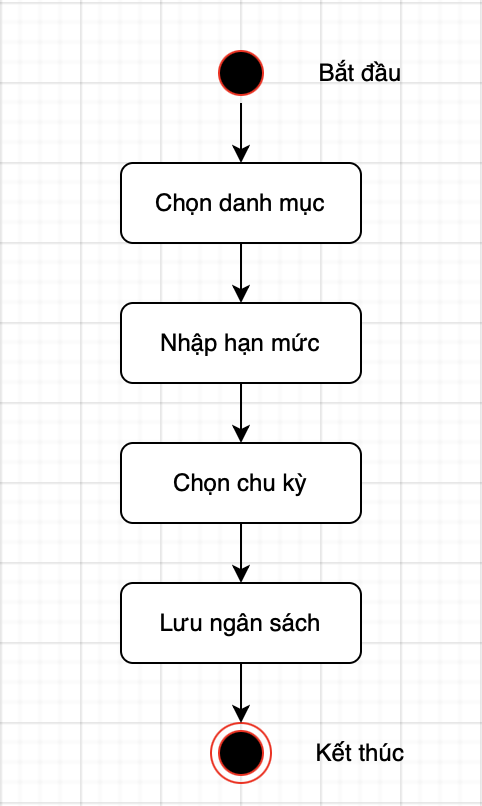 Bắt đầu
Chọn danh mục
Nhập hạn mức
Chọn chu kỳ
Lưu ngân sách
Kết thúc